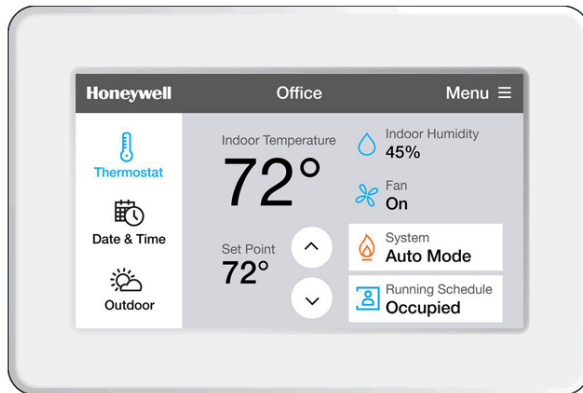 Honeywell
Office
Menu
Thermostat
Date & Time
Outdoor
Indoor Temperature
72°
Set Point
72°
Indoor Humidity
45%
Fan
On
System
Auto Mode
Running Schedule
Occupied